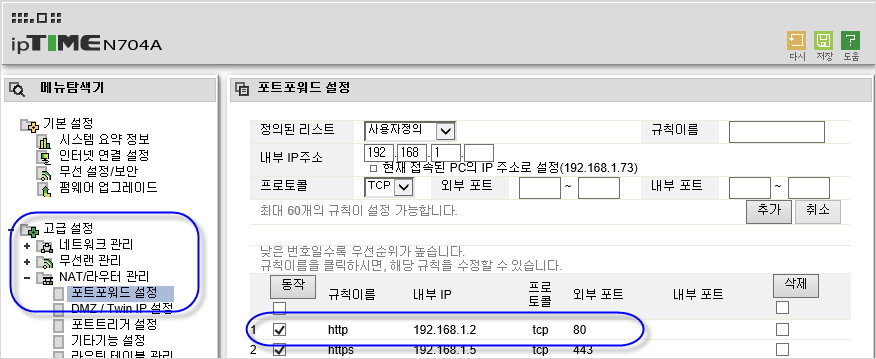 ipTIME N704A
다시 저장 도움
메뉴탐색기
기본 설정
시스템 요약 정보
인터넷 연결 설정
무선 설정/보안
펌웨어 업그레이드
고급 설정
네트워크 관리
무선랜 관리
NAT/라우터 관리
포트포워드 설정
DMZ / Twin IP 설정
포트트리거 설정
기타기능 설정
라우팅 테이블 관리
포트포워드 설정
정의된 리스트 사용자정의 규칙이름
내부 IP주소 192 . 168 . 1 .
현재 접속된 PC의 IP 주소로 설정(192.168.1.73)
프로토콜 TCP 외부 포트 ~ 내부 포트 ~
최대 60개의 규칙이 설정 가능합니다. 추가 취소
낮은 번호일수록 우선순위가 높습니다.
규칙이름을 클릭하시면, 해당 규칙을 수정할 수 있습니다.
동작 규칙이름 내부 IP 프로토콜 외부 포트 내부 포트 삭제
1 http 192.168.1.2 tcp 80
2 https 192.168.1.5 tcp 443